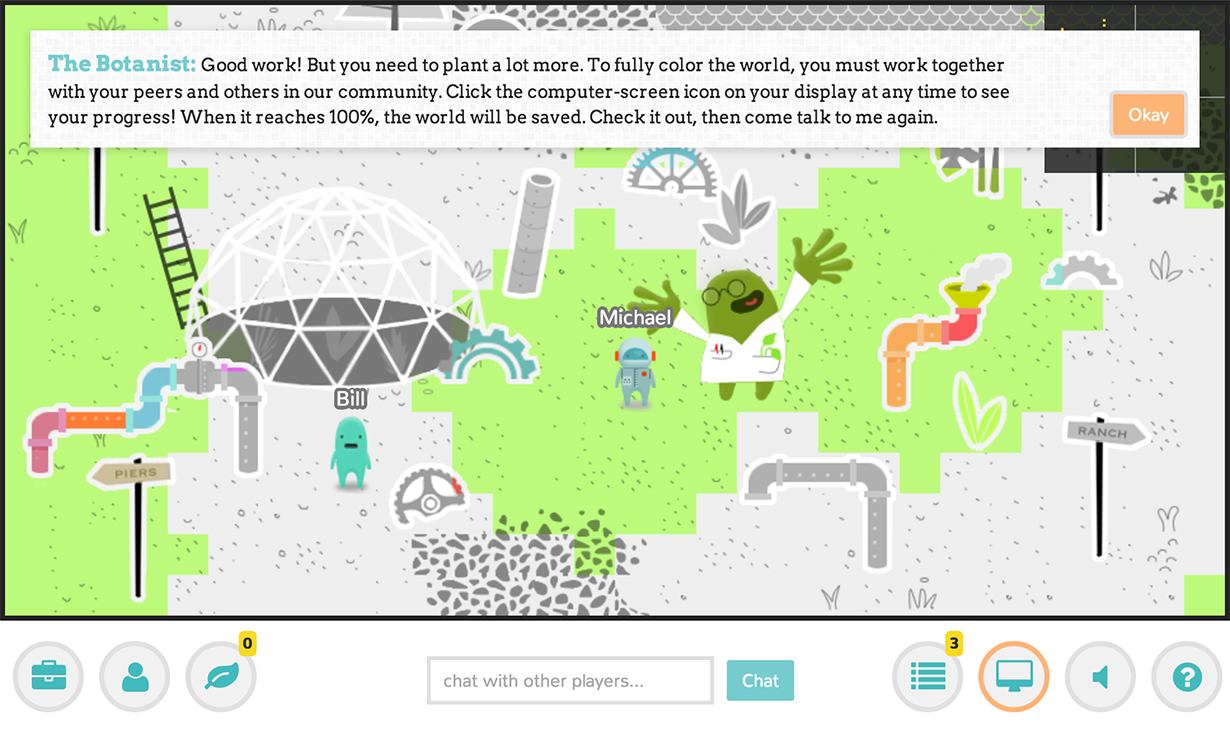 The Botanist: Good work! But you need to plant a lot more. To fully color the world, you must work together
with your peers and others in our community. Click the computer-screen icon on your display at any time to see
your progress! When it reaches 100%, the world will be saved. Check it out, then come talk to me again.
Okay
Michael
Bill
RANCH
PIERS
0
3
chat with other players...
Chat
?